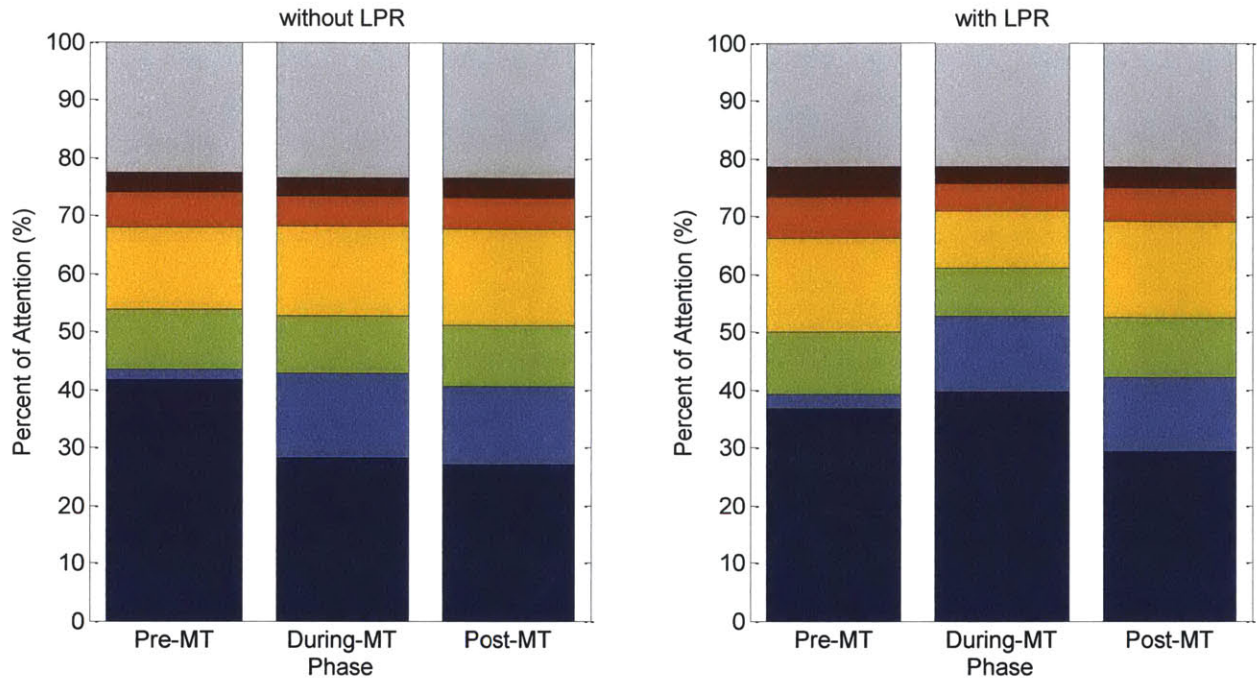 without LPR
100
90
80
70
60
50
40
30
20
10
0
Percent of Attention (%)
Pre-MT During-MT Post-MT
Phase
with LPR
100
90
80
70
60
50
40
30
20
10
0
Percent of Attention (%)
Pre-MT During-MT Post-MT
Phase